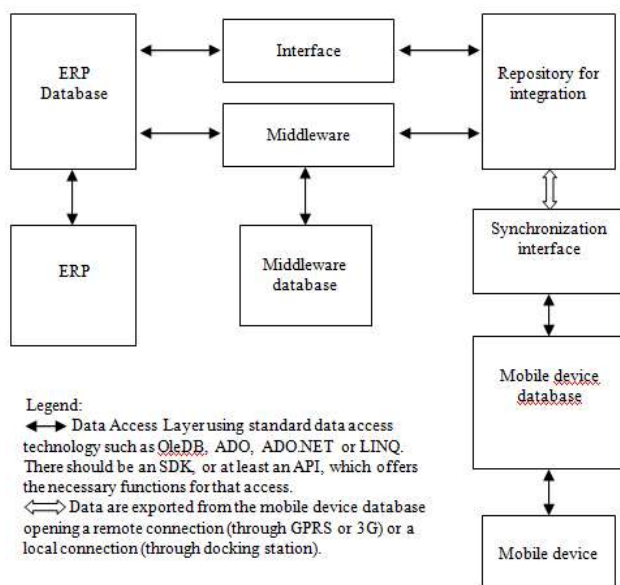 ERP
Database
Interface
Repository for
integration
Middleware
ERP
Middleware
database
Synchronization
interface
Mobile device
database
Mobile device
Legend:
Data Access Layer using standard data access
technology such as OleDB, ADO, ADO.NET or LINQ.
There should be an SDK, or at least an API, which offers
the necessary functions for that access.
Data are exported from the mobile device database
opening a remote connection (through GPRS or 3G) or a
local connection (through docking station).